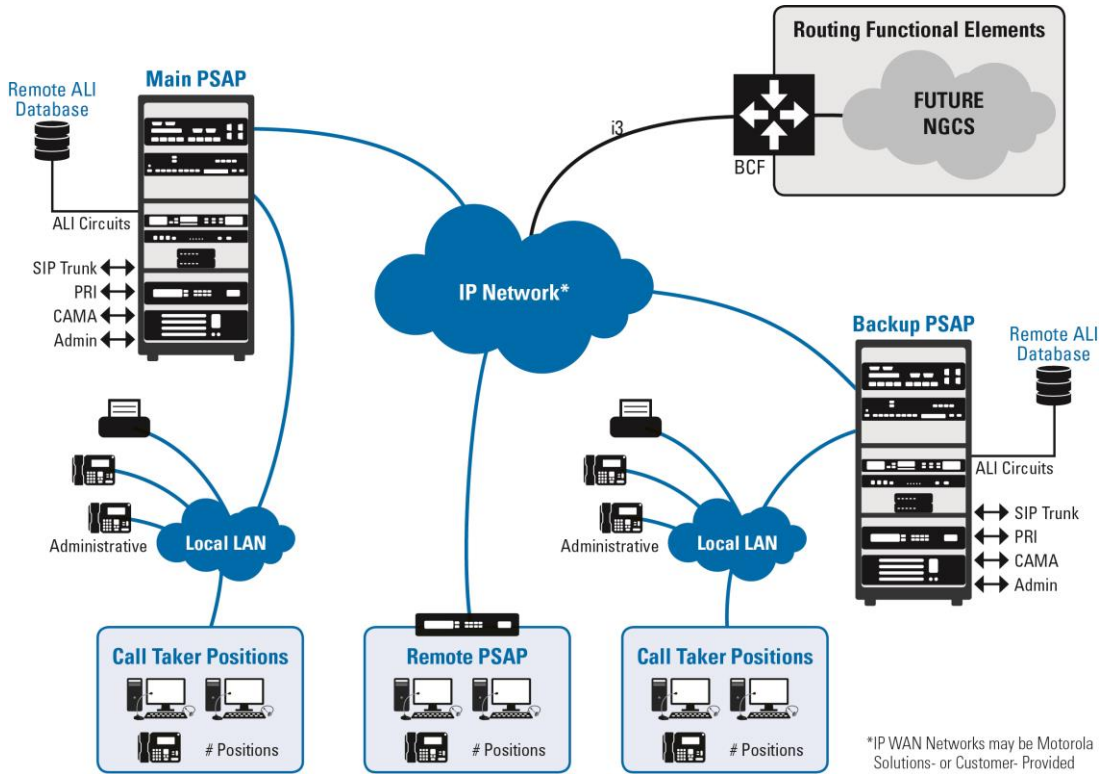 Routing Functional Elements
FUTURE
NGCS
i3
BCF
Main PSAP
Remote ALI
Database
ALI Circuits
SIP Trunk
PRI
CAMA
Admin
IP Network*
Backup PSAP
Remote ALI
Database
ALI Circuits
SIP Trunk
PRI
CAMA
Admin
Administrative
Local LAN
Administrative
Local LAN
Call Taker Positions
# Positions
Remote PSAP
# Positions
Call Taker Positions
# Positions
*IP WAN Networks may be Motorola
Solutions- or Customer- Provided